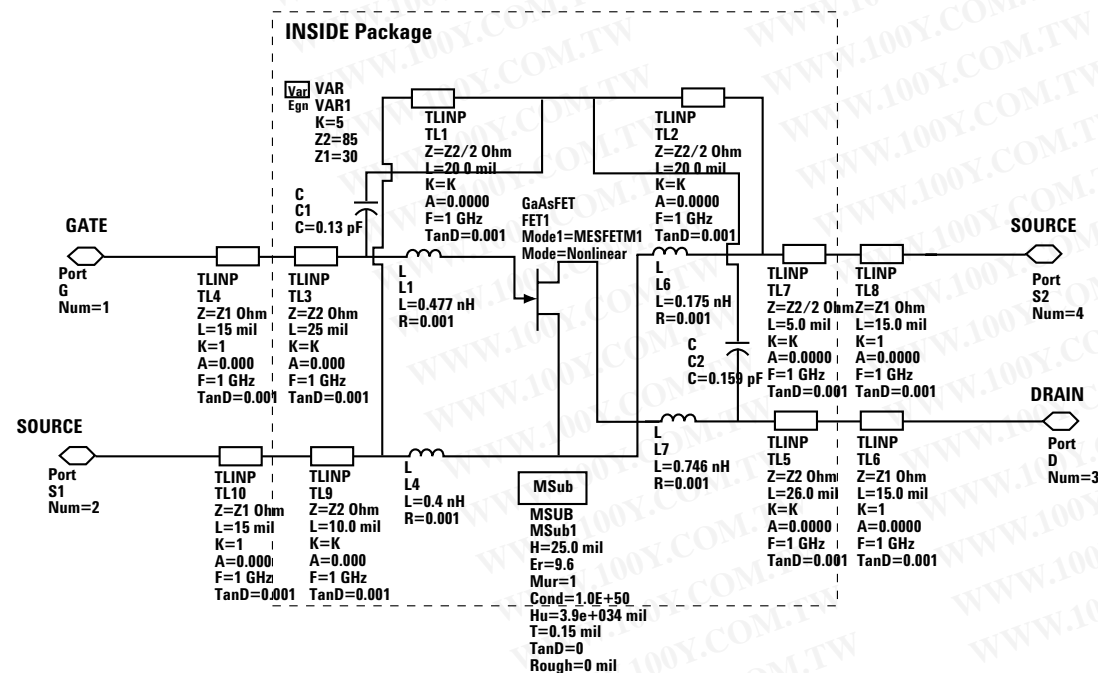 INSIDE Package
Var
Egn
VAR
VAR1
K=5
Z2=85
Z1=30
TLINP
TL1
Z=Z2/2 Ohm
L=20 0 mil
K=K
A=0.0000
F=1 GHz
TanD=0.001
TLINP
TL2
Z=Z2/2 Ohm
L=20 0 mil
K=K
A=0.0000
F=1 GHz
TanD=0.001
C
C1
C=0.13 pF
GaAsFET
FET1
Mode1=MESFETM1
Mode=Nonlinear
GATE
Port
G
Num=1
TLINP
TL4
Z=Z1 Ohm
L=15 mil
K=1
A=0.000
F=1 GHz
TanD=0.001
TLINP
TL3
Z=Z2 Ohm
L=25 mil
K=K
A=0.000
F=1 GHz
TanD=0.001
L
L1
L=0.477 nH
R=0.001
L
L6
L=0.175 nH
R=0.001
C
C2
C=0.159 pF
TLINP
TL7
Z=Z2/2 Ohm
L=5.0 mil
K=K
A=0.0000
F=1 GHz
TanD=0.001
TLINP
TL8
Z=Z1 Ohm
L=15.0 mil
K=1
A=0.0000
F=1 GHz
TanD=0.001
SOURCE
Port
S2
Num=4
SOURCE
Port
S1
Num=2
TLINP
TL10
Z=Z1 Ohm
L=15 mil
K=1
A=0.000
F=1 GHz
TanD=0.001
TLINP
TL9
Z=Z2 Ohm
L=10.0 mil
K=K
A=0.000
F=1 GHz
TanD=0.001
L
L4
L=0.4 nH
R=0.001
MSub
MSUB
MSub1
H=25.0 mil
Er=9.6
Mur=1
Cond=1.0E+50
Hu=3.9e+034 mil
T=0.15 mil
TanD=0
Rough=0 mil
L
L7
L=0.746 nH
R=0.001
TLINP
TL5
Z=Z2 Ohm
L=26.0 mil
K=K
A=0.0000
F=1 GHz
TanD=0.001
TLINP
TL6
Z=Z1 Ohm
L=15.0 mil
K=1
A=0.0000
F=1 GHz
TanD=0.001
DRAIN
Port
D
Num=3
WWW.100Y.COM.TW